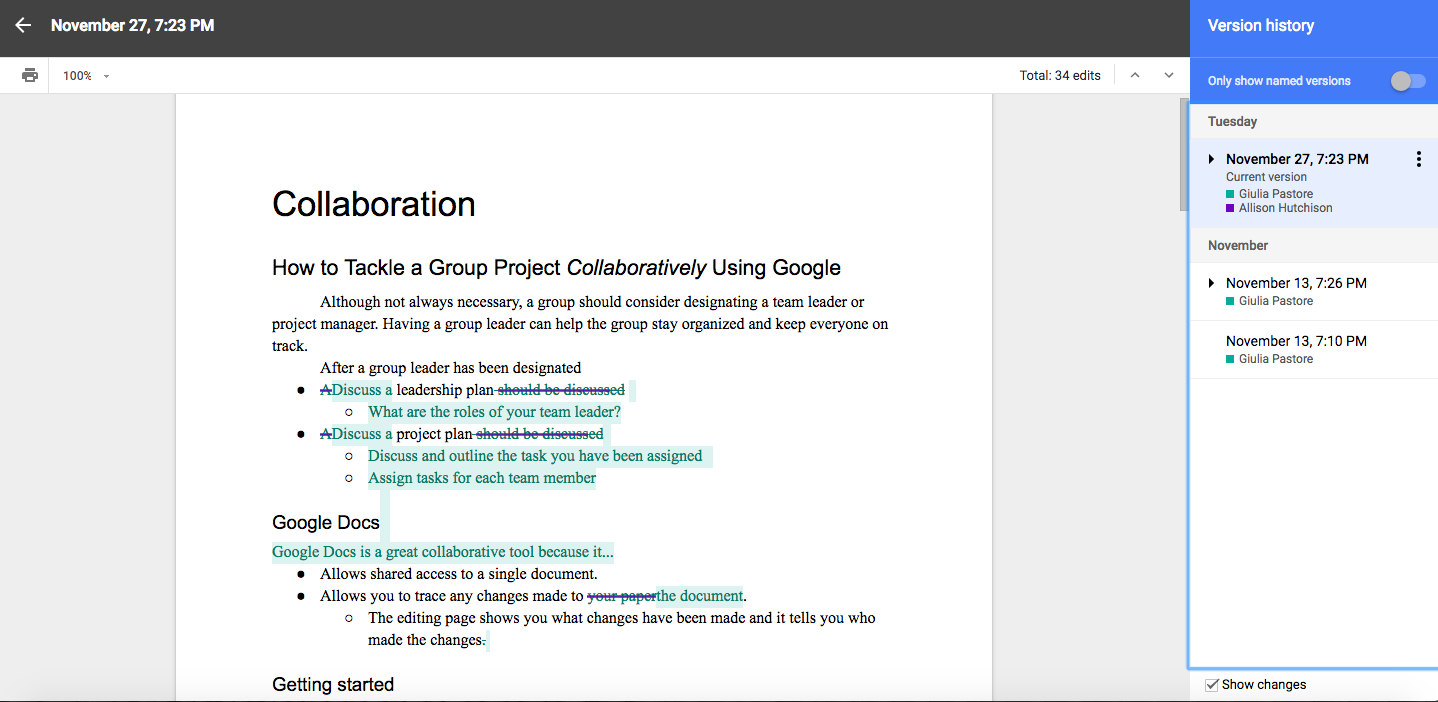 November 27, 7:23 PM
Version history
100%
Total: 34 edits
Only show named versions
Collaboration
How to Tackle a Group Project Collaboratively Using Google
Although not always necessary, a group should consider designating a team leader or
project manager. Having a group leader can help the group stay organized and keep everyone on
track.
After a group leader has been designated
● ADiscuss a leadership plan should be discussed
○ What are the roles of your team leader?
● ADiscuss a project plan should be discussed
○ Discuss and outline the task you have been assigned
○ Assign tasks for each team member
Google Docs
Google Docs is a great collaborative tool because it...
● Allows shared access to a single document.
● Allows you to trace any changes made to your paperthe document.
○ The editing page shows you what changes have been made and it tells you who
made the changes.
Getting started
Tuesday
November 27, 7:23 PM
Current version
Giulia Pastore
Allison Hutchison
November
November 13, 7:26 PM
Giulia Pastore
November 13, 7:10 PM
Giulia Pastore
Show changes